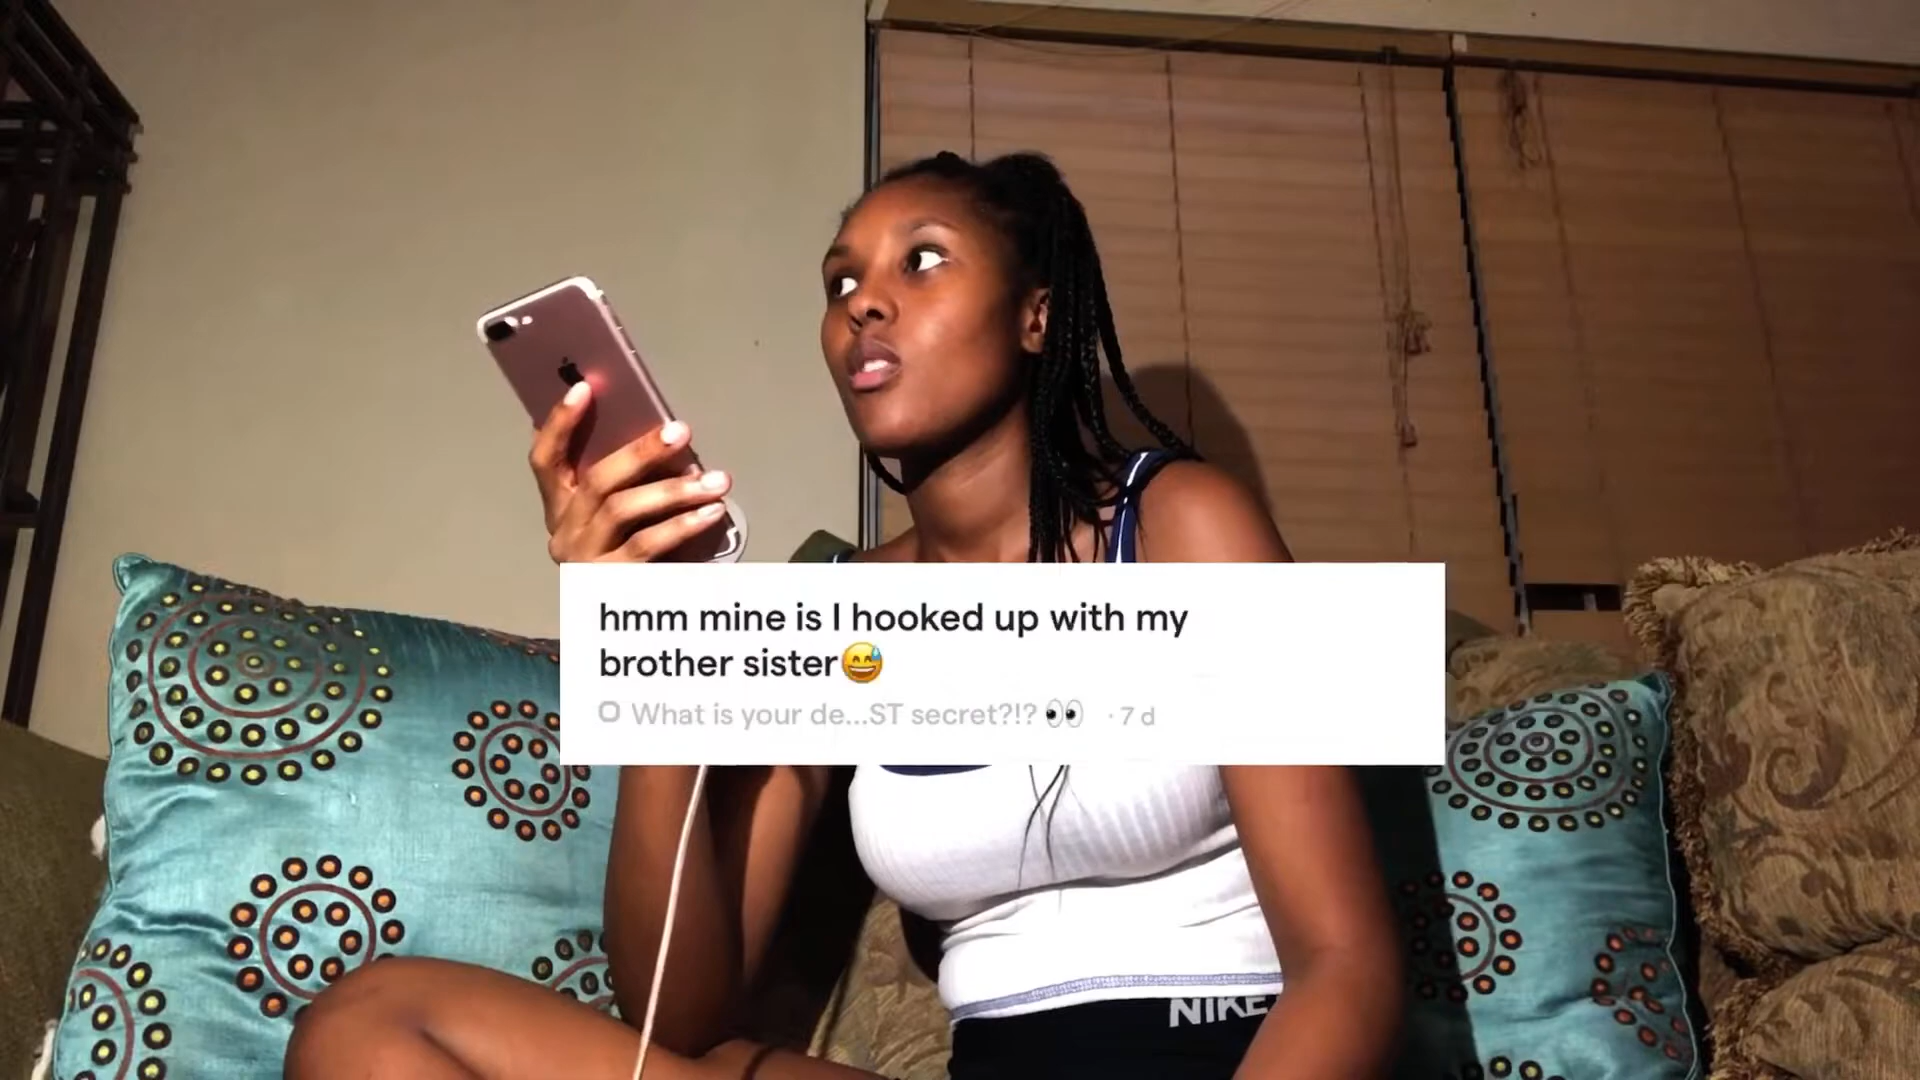 hmm mine is I hooked up with my
brother sister😅
What is your de...ST secret?!? 👀 · 7 d
NIKE